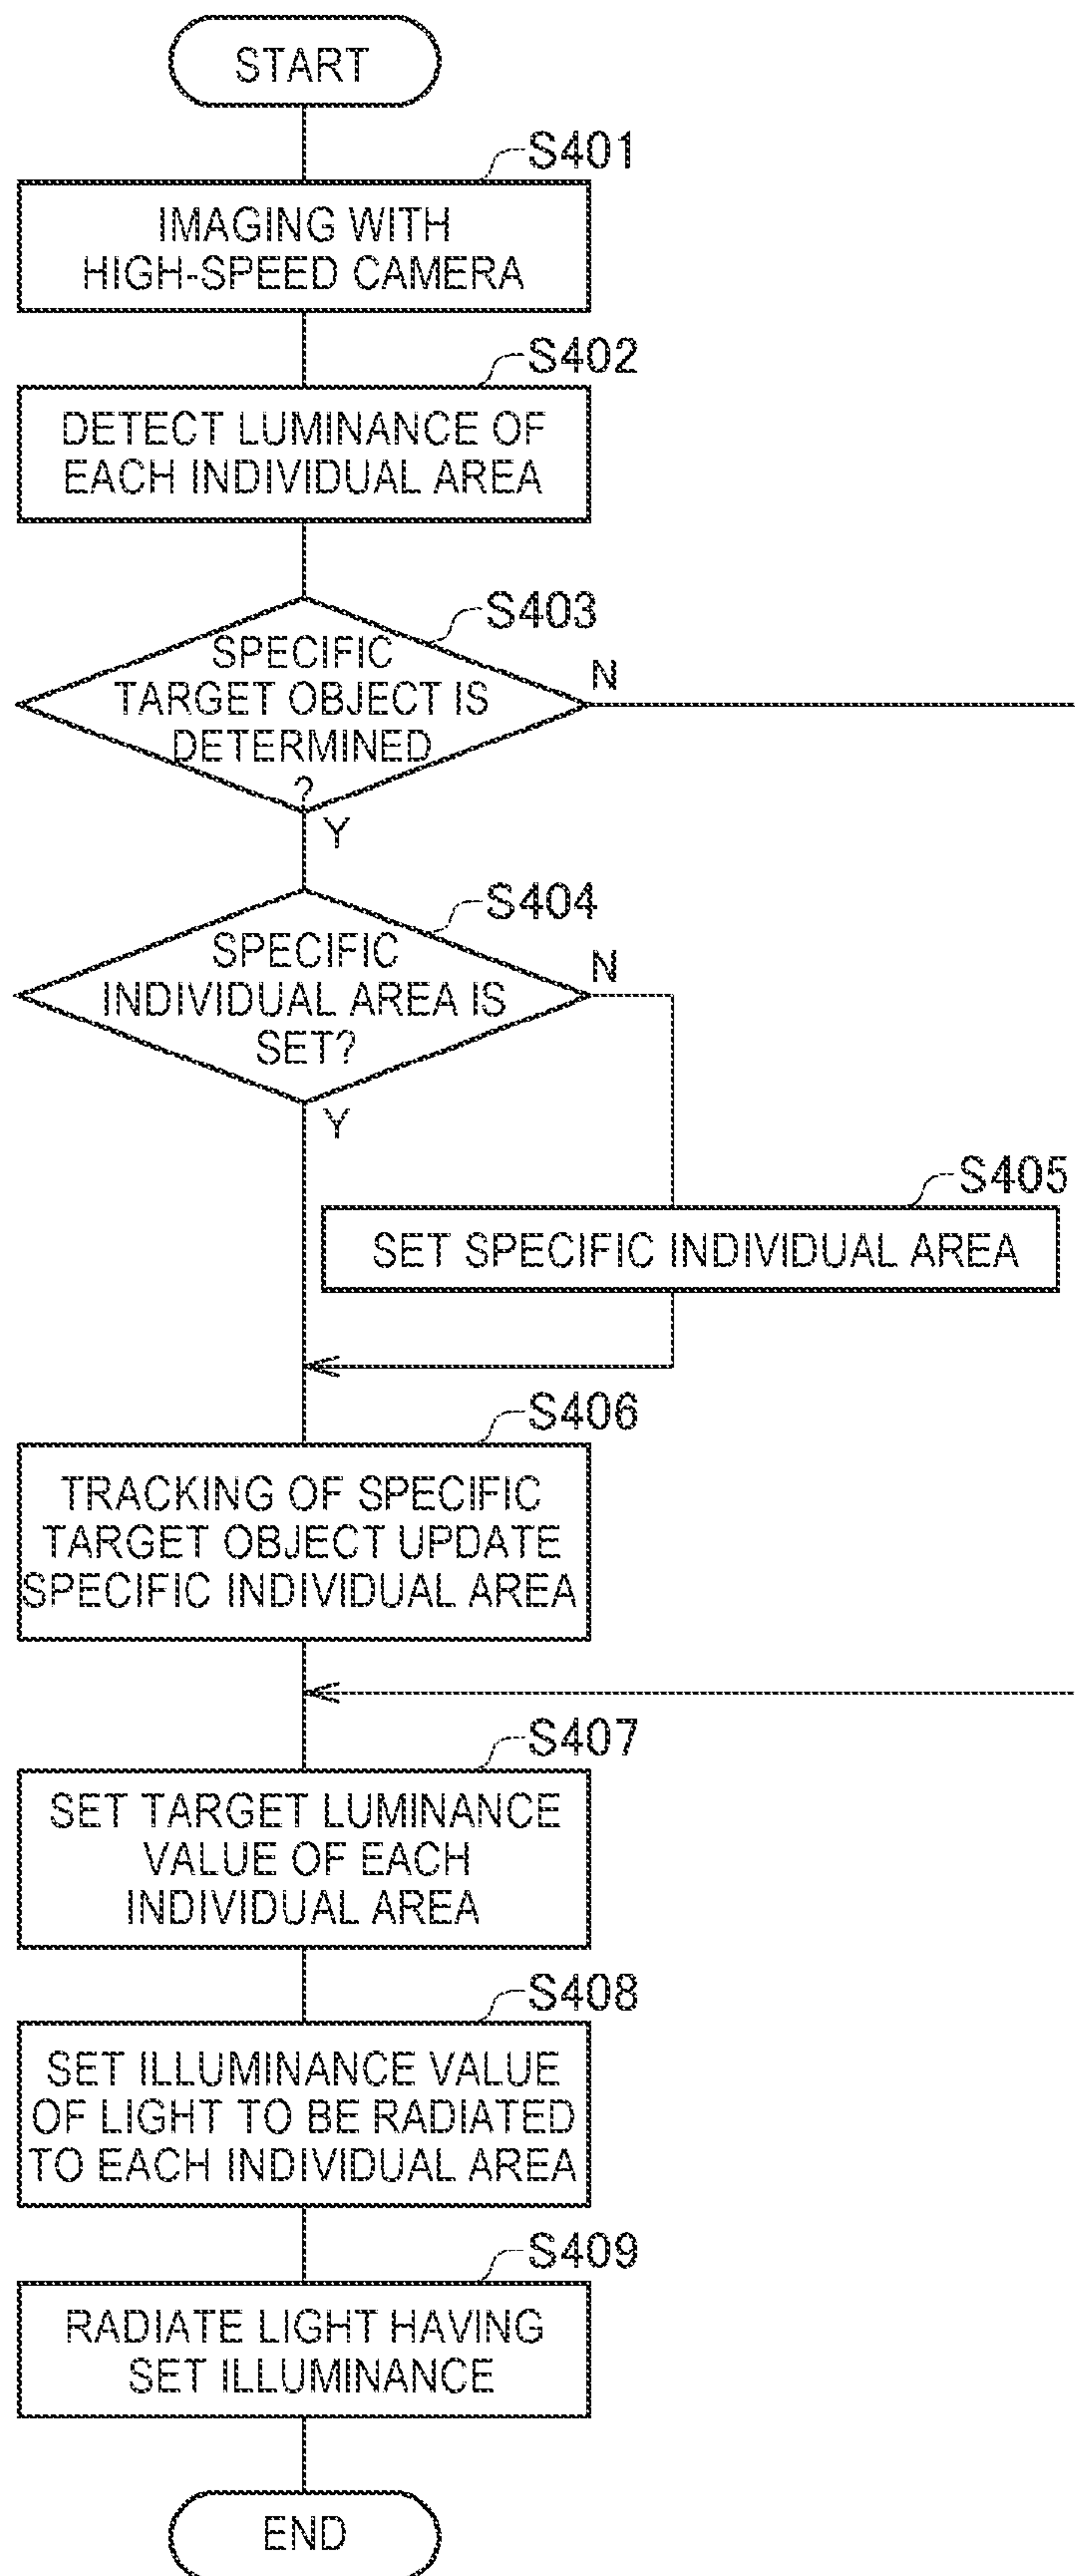 START
S401
IMAGING WITH
HIGH-SPEED CAMERA
S402
DETECT LUMINANCE OF
EACH INDIVIDUAL AREA
S403
SPECIFIC
TARGET OBJECT IS
DETERMINED
?
N
Y
S404
SPECIFIC
INDIVIDUAL AREA IS
SET?
N
Y
S405
SET SPECIFIC INDIVIDUAL AREA
S406
TRACKING OF SPECIFIC
TARGET OBJECT UPDATE
SPECIFIC INDIVIDUAL AREA
S407
SET TARGET LUMINANCE
VALUE OF EACH
INDIVIDUAL AREA
S408
SET ILLUMINANCE VALUE
OF LIGHT TO BE RADIATED
TO EACH INDIVIDUAL AREA
S409
RADIATE LIGHT HAVING
SET ILLUMINANCE
END